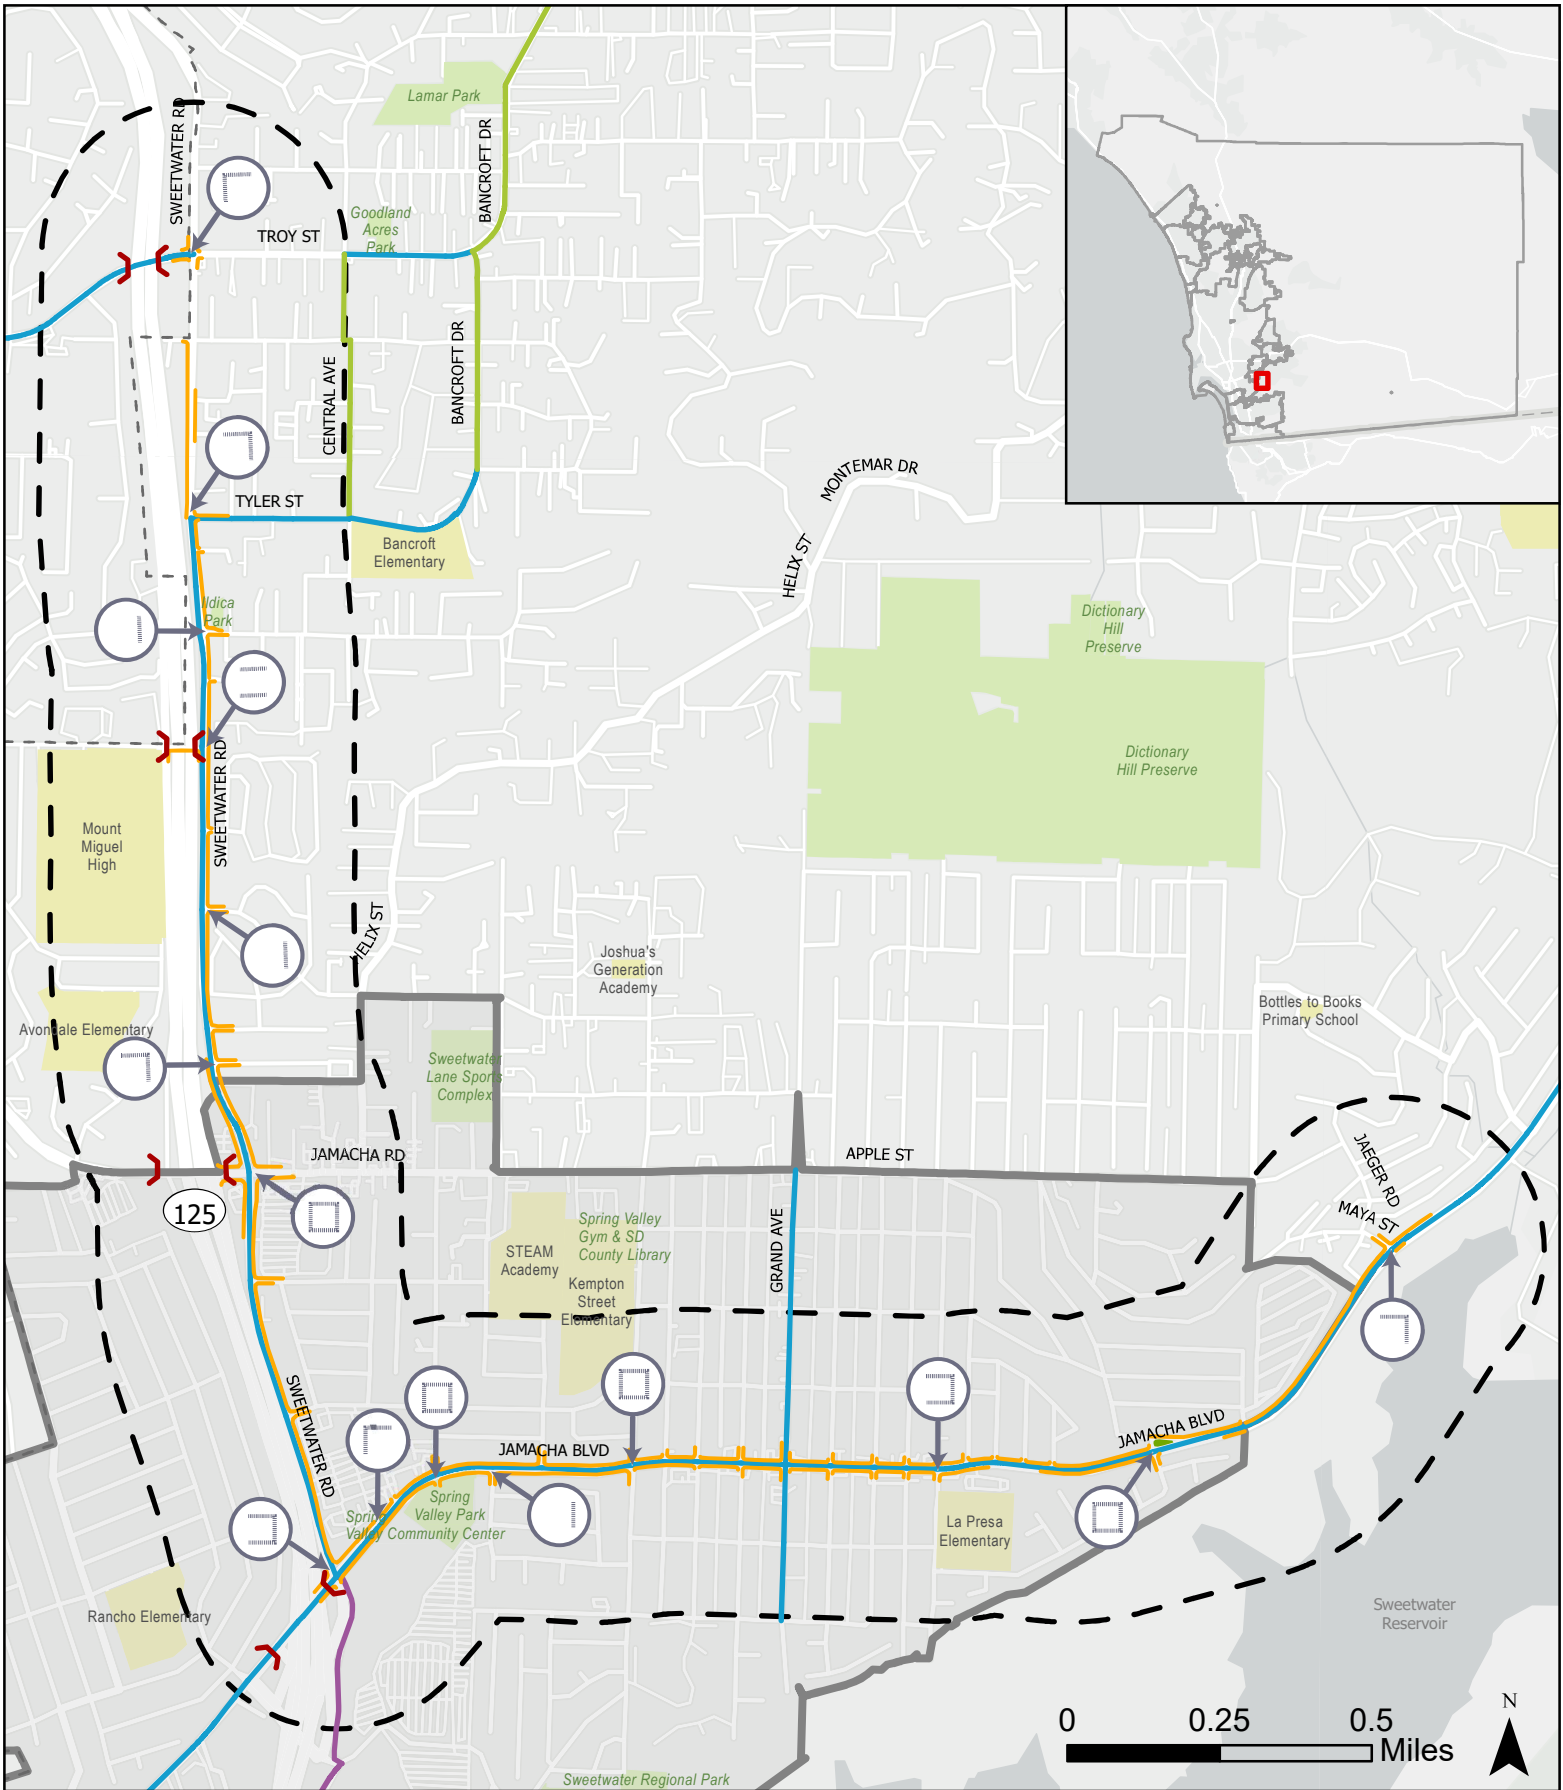 Lamar Park
SWEETWATER RD
BANCROFT DR
Goodland
Acres
Park
TROY ST
CENTRAL AVE
BANCROFT DR
TYLER ST
Bancroft
Elementary
MONTEMAR DR
HELIX ST
Ildica
Park
Dictionary
Hill
Preserve
Dictionary
Hill Preserve
SWEETWATER RD
Mount
Miguel
High
HELIX ST
Joshua's
Generation
Academy
Bottles to Books
Primary School
Avondale Elementary
Sweetwater
Lane Sports
Complex
JAMACHA RD
APPLE ST
JAEGER RD
MAYA ST
125
STEAM
Academy
Spring Valley
Gym & SD
County Library
GRAND AVE
Kempton
Street
Elementary
SWEETWATER RD
JAMACHA BLVD
JAMACHA BLVD
Spring
Valley Park
Spring
Valley Community Center
La Presa
Elementary
Rancho Elementary
Sweetwater
Reservoir
0 0.25 0.5
Miles
N
Sweetwater Regional Park